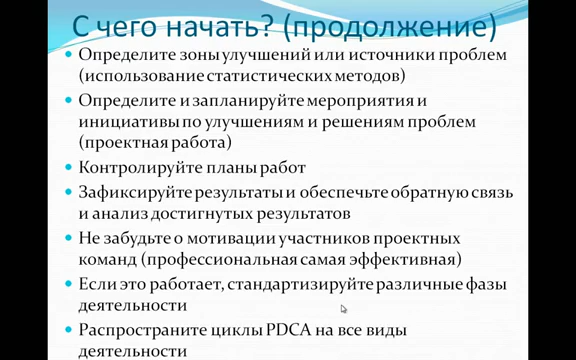 С чего начать? (продолжение)
Определите зоны улучшений или источники проблем
(использование статистических методов)
Определите и запланируйте мероприятия и
инициативы по улучшениям и решениям проблем
(проектная работа)
Контролируйте планы работ
Зафиксируйте результаты и обеспечьте обратную связь
и анализ достигнутых результатов
Не забудьте о мотивации участников проектных
команд (профессиональная самая эффективная)
Если это работает, стандартизируйте различные фазы
деятельности
Распространите циклы PDCA на все виды
деятельности